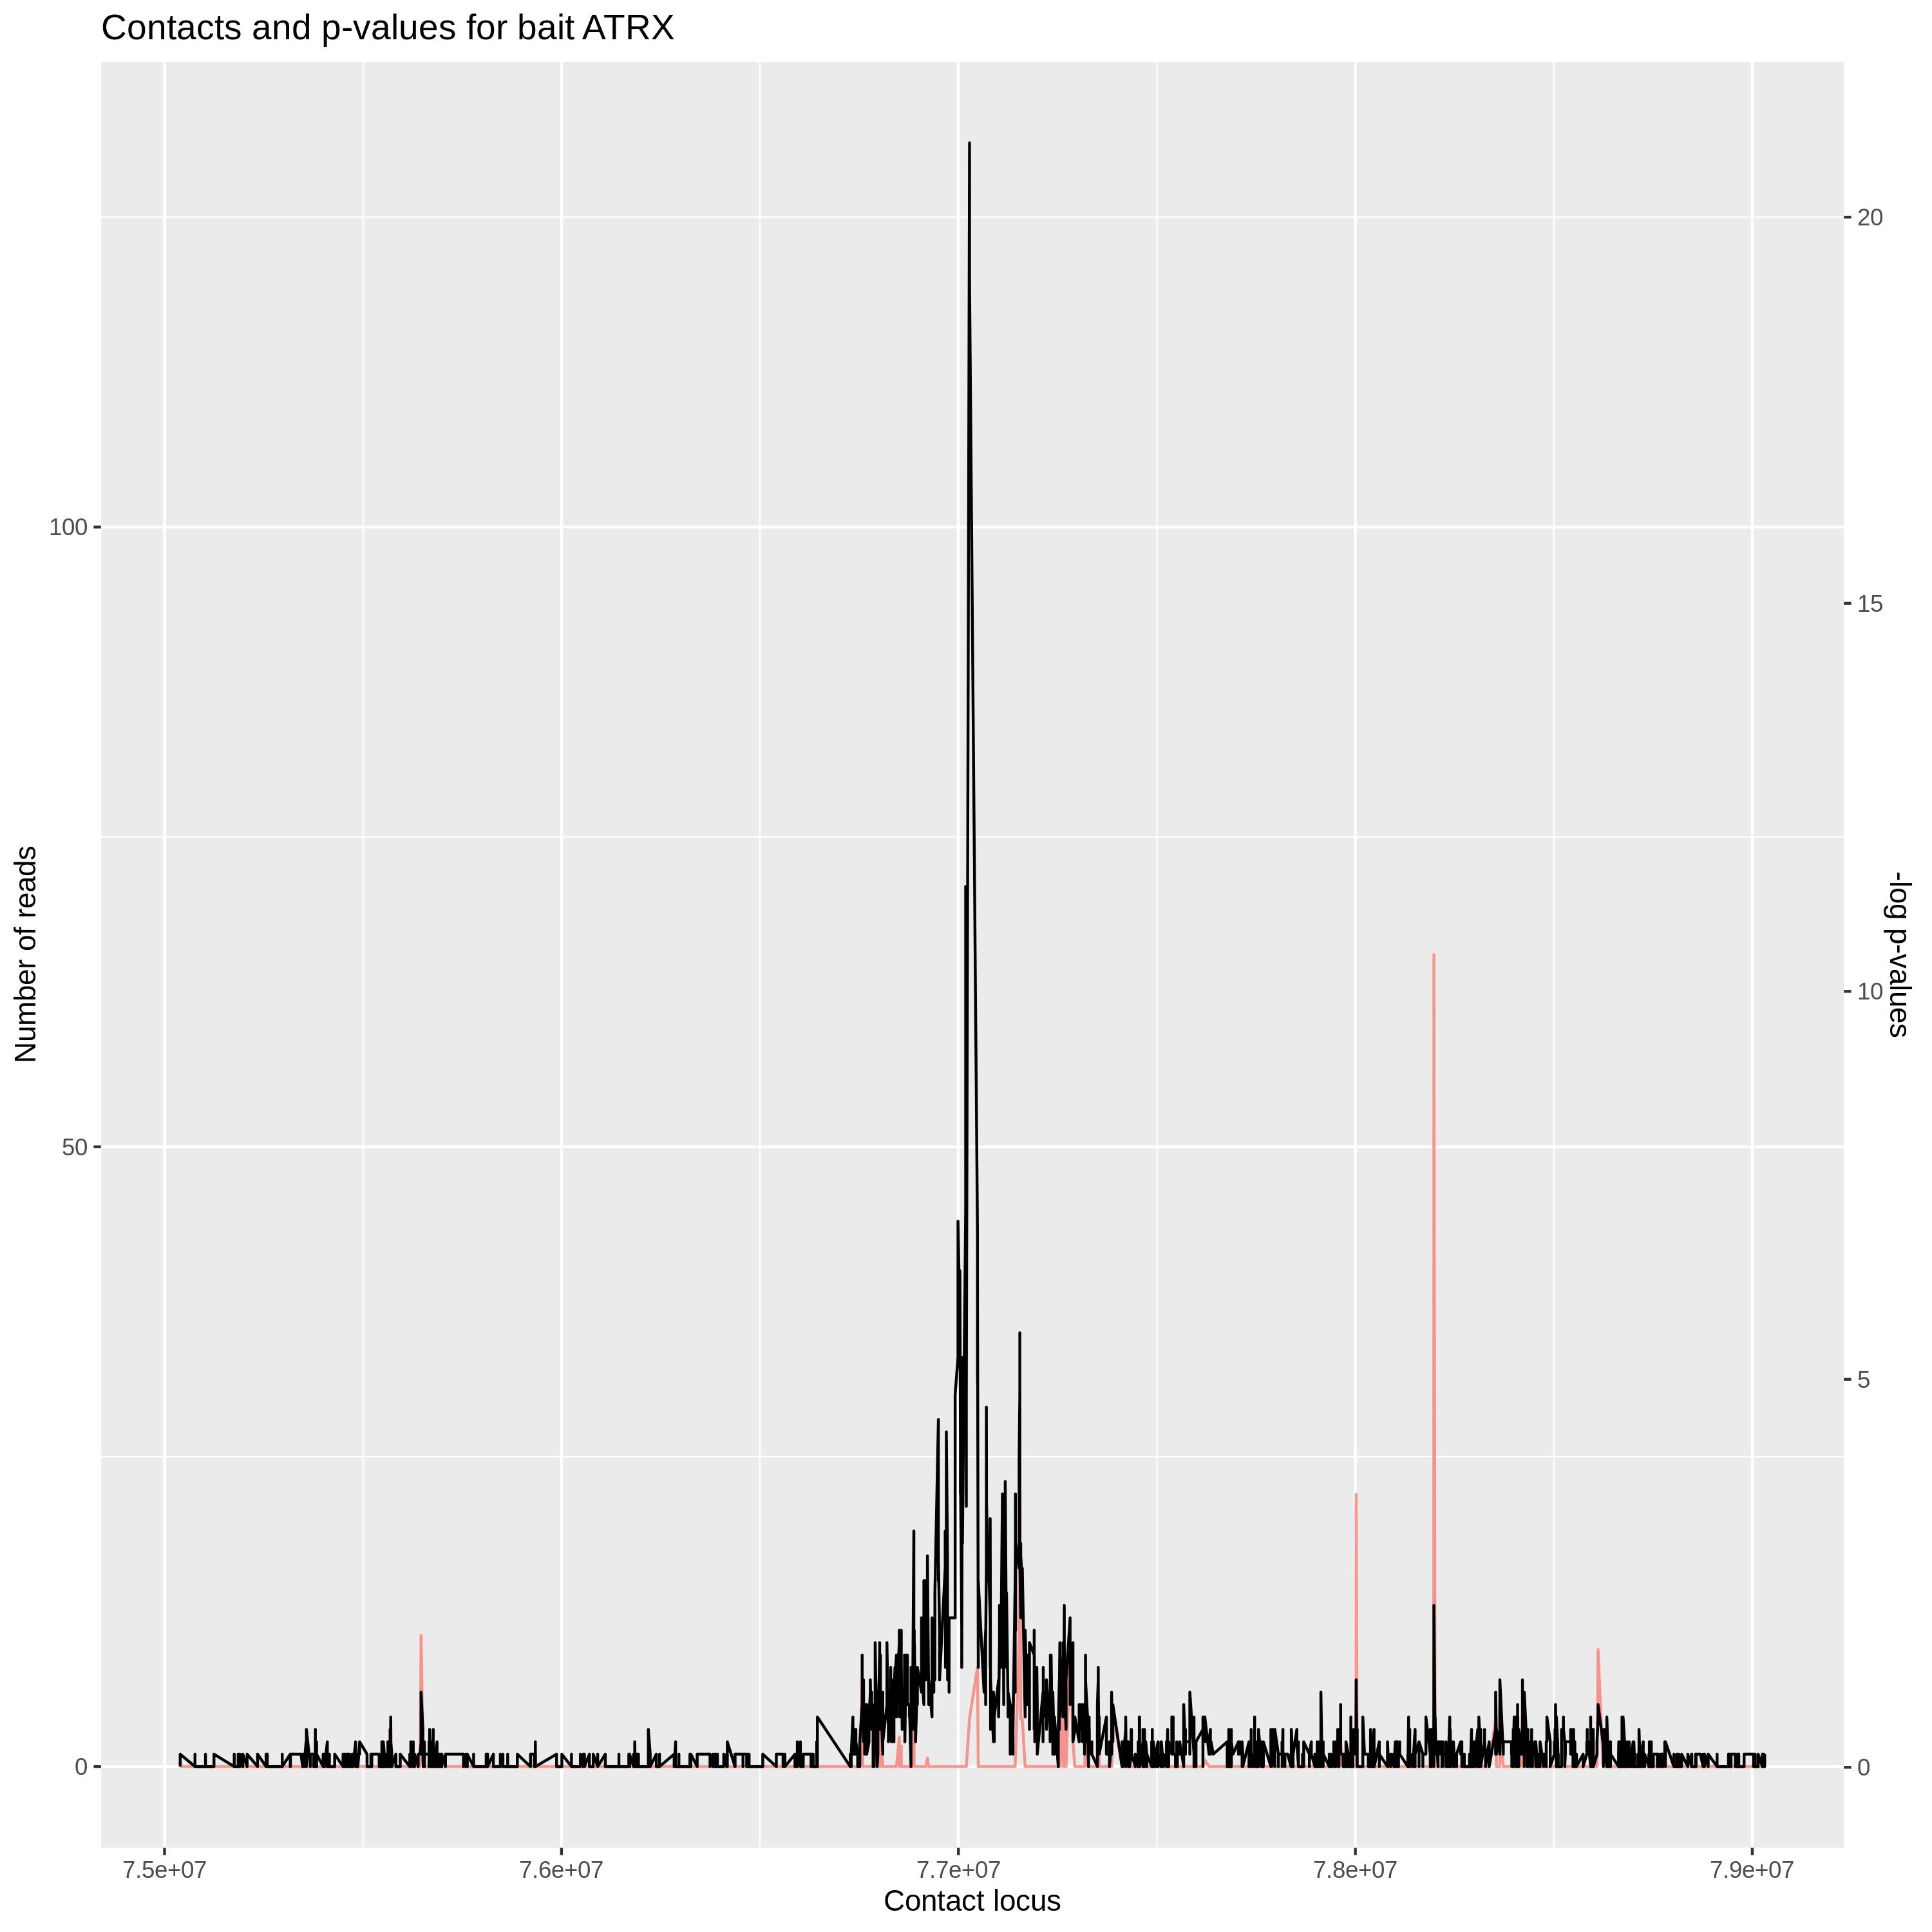 Contacts and p-values for bait ATRX
100
50
0
Number of reads
20
15
10
5
0
-log p-values
7.5e+07
7.6e+07
7.7e+07
7.8e+07
7.9e+07
Contact locus